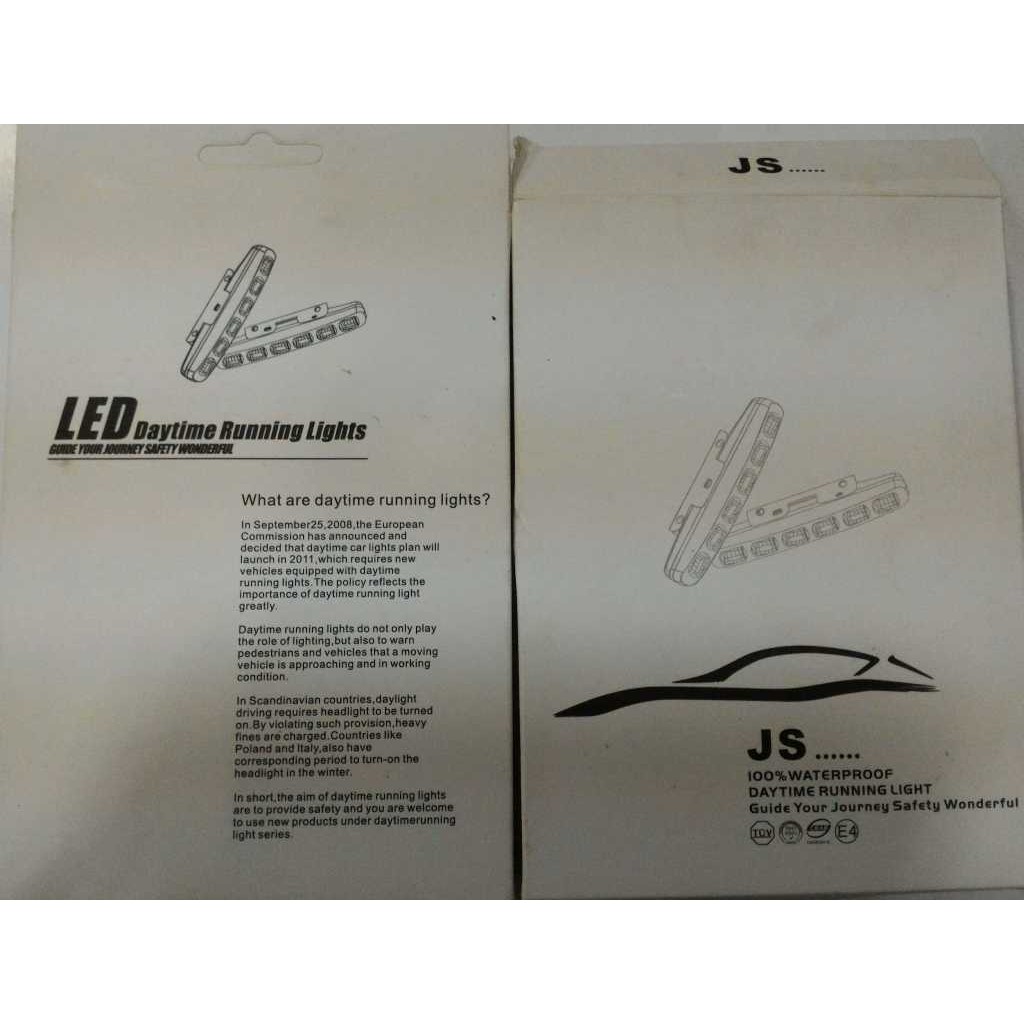 LED Daytime Running Lights
GUIDE YOUR JOURNEY SAFETY WONDERFUL
What are daytime running lights?
In September25,2008,the European
Commission has announced and
decided that daytime car lights plan will
launch in 2011,which requires new
vehicles equipped with daytime
running lights.The policy reflects the
importance of daytime running light
greatly.
Daytime running lights do not only play
the role of lighting,but also to warn
pedestrians and vehicles that a moving
vehicle is approaching and in working
condition.
In Scandinavian countries,daylight
driving requires headlight to be turned
on.By violating such provision,heavy
fines are charged.Countries like
Poland and Italy,also have
corresponding period to turn-on the
headlight in the winter.
In short,the aim of daytime running lights
are to provide safety and you are welcome
to use new products under daytimerunning
light series.
JS......
JS......
100%WATERPROOF
DAYTIME RUNNING LIGHT
Guide Your Journey Safety Wonderful
TÜV E4